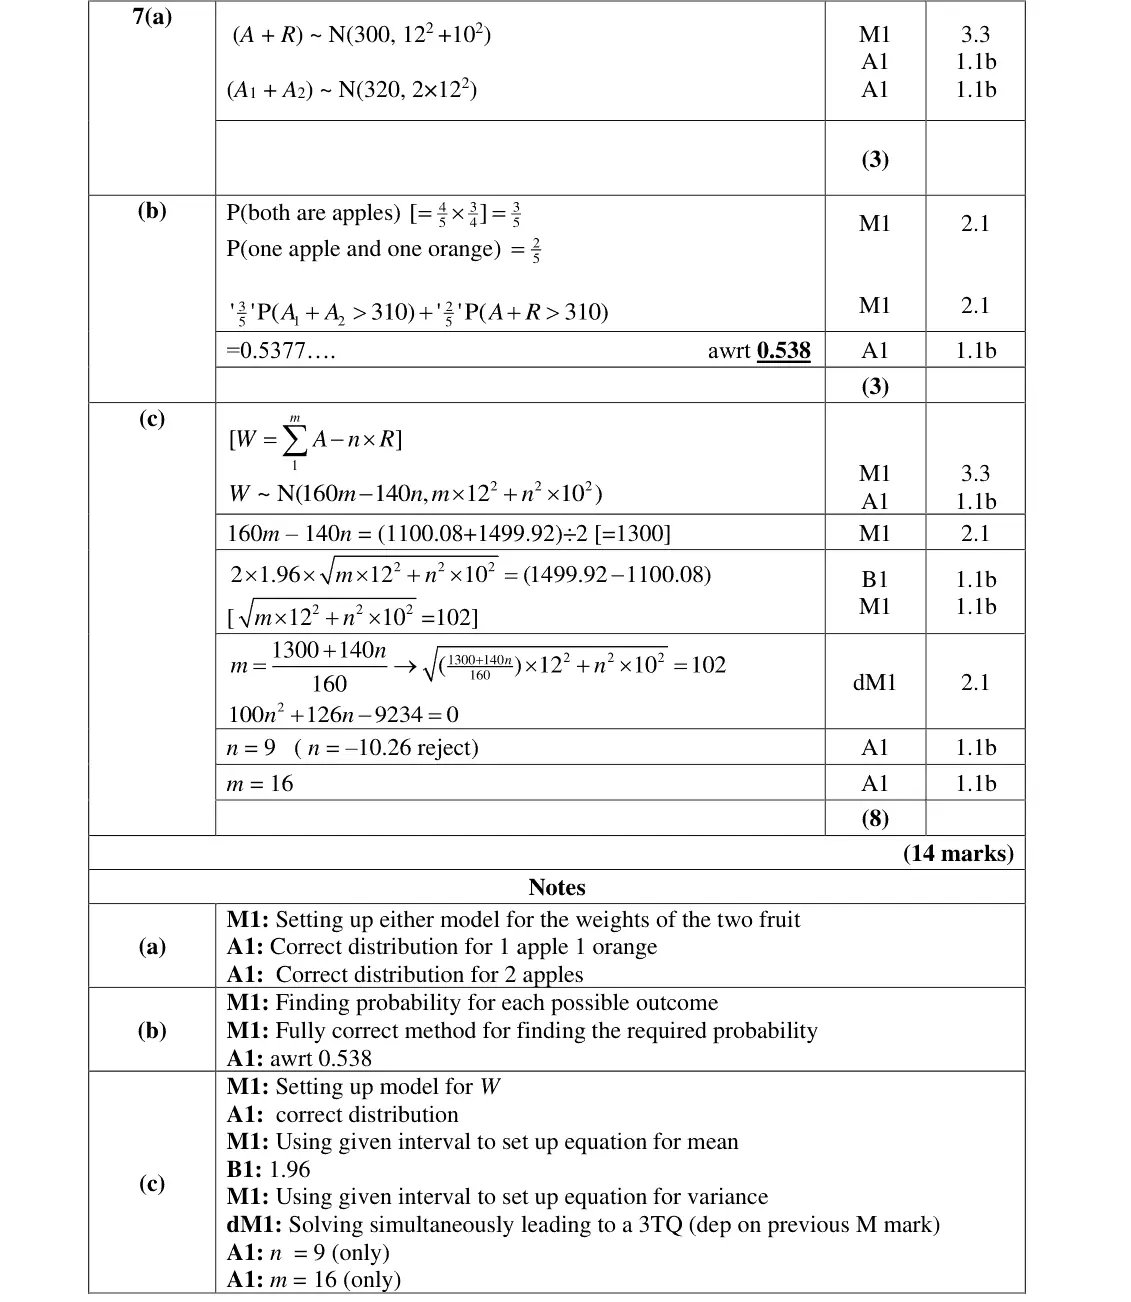 7(a)
(A + R) ~ N(300, 12² +10²) M1 3.3
A1 1.1b
(A₁ + A₂) ~ N(320, 2×12²) A1 1.1b
(3)
(b) P(both are apples) [= 4/5 × 3/4] = 3/5 M1 2.1
P(one apple and one orange) = 2/5
'3/5'P(A₁ + A₂ > 310) + '2/5'P(A + R > 310) M1 2.1
=0.5377…. awrt 0.538 A1 1.1b
(3)
(c)
[W = ∑₁ᵐ A − n × R]
M1 3.3
W ~ N(160m − 140n, m×12² + n² ×10²) A1 1.1b
160m – 140n = (1100.08+1499.92)÷2 [=1300] M1 2.1
2×1.96× √(m×12² + n² ×10²) = (1499.92 − 1100.08) B1 1.1b
[ √(m×12² + n² ×10²) =102] M1 1.1b
m = (1300 + 140n)/160 → √(((1300+140n)/160)×12² + n² ×10²) = 102 dM1 2.1
100n² + 126n − 9234 = 0
n = 9 ( n = –10.26 reject) A1 1.1b
m = 16 A1 1.1b
(8)
(14 marks)
Notes
(a) M1: Setting up either model for the weights of the two fruit
A1: Correct distribution for 1 apple 1 orange
A1: Correct distribution for 2 apples
(b) M1: Finding probability for each possible outcome
M1: Fully correct method for finding the required probability
A1: awrt 0.538
(c) M1: Setting up model for W
A1: correct distribution
M1: Using given interval to set up equation for mean
B1: 1.96
M1: Using given interval to set up equation for variance
dM1: Solving simultaneously leading to a 3TQ (dep on previous M mark)
A1: n = 9 (only)
A1: m = 16 (only)